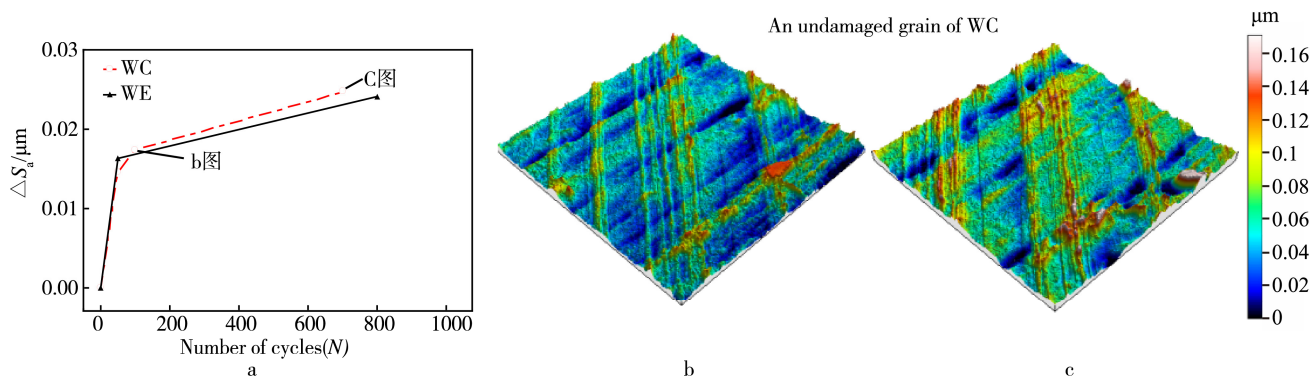 An undamaged grain of WC
0.03
0.02
0.01
0.00
△Sa/μm
WC
WE
C图
b图
0
200
400
600
800
1000
Number of cycles(N)
a
b
c
μm
0.16
0.14
0.12
0.10
0.08
0.06
0.04
0.02
0